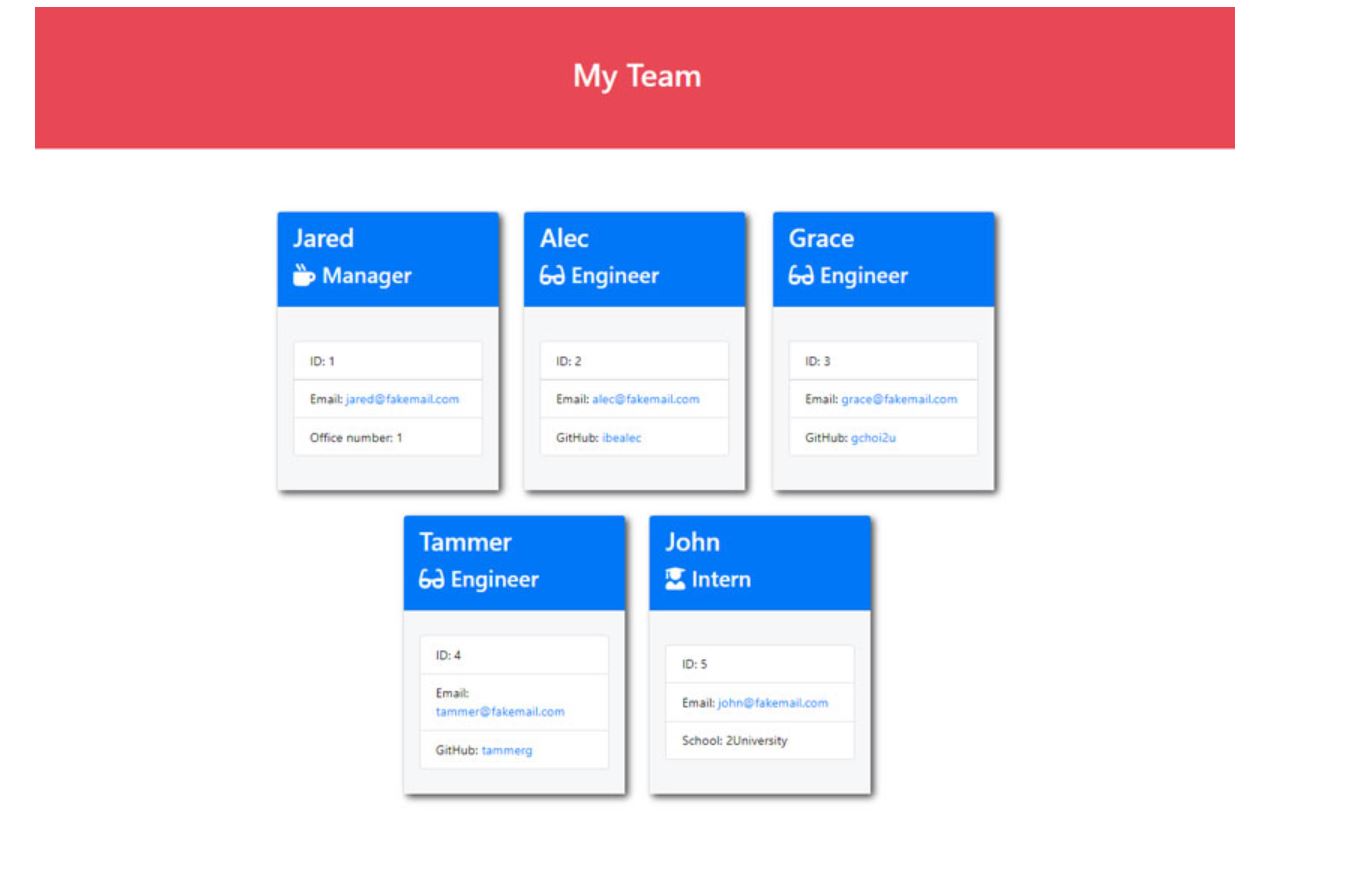 My Team
Jared
Manager
ID: 1
Email: jared@fakemail.com
Office number: 1
Alec
Engineer
ID: 2
Email: alec@fakemail.com
GitHub: ibealec
Grace
Engineer
ID: 3
Email: grace@fakemail.com
GitHub: gchoi2u
Tammer
Engineer
ID: 4
Email:
tammer@fakemail.com
GitHub: tammerg
John
Intern
ID: 5
Email: john@fakemail.com
School: 2University